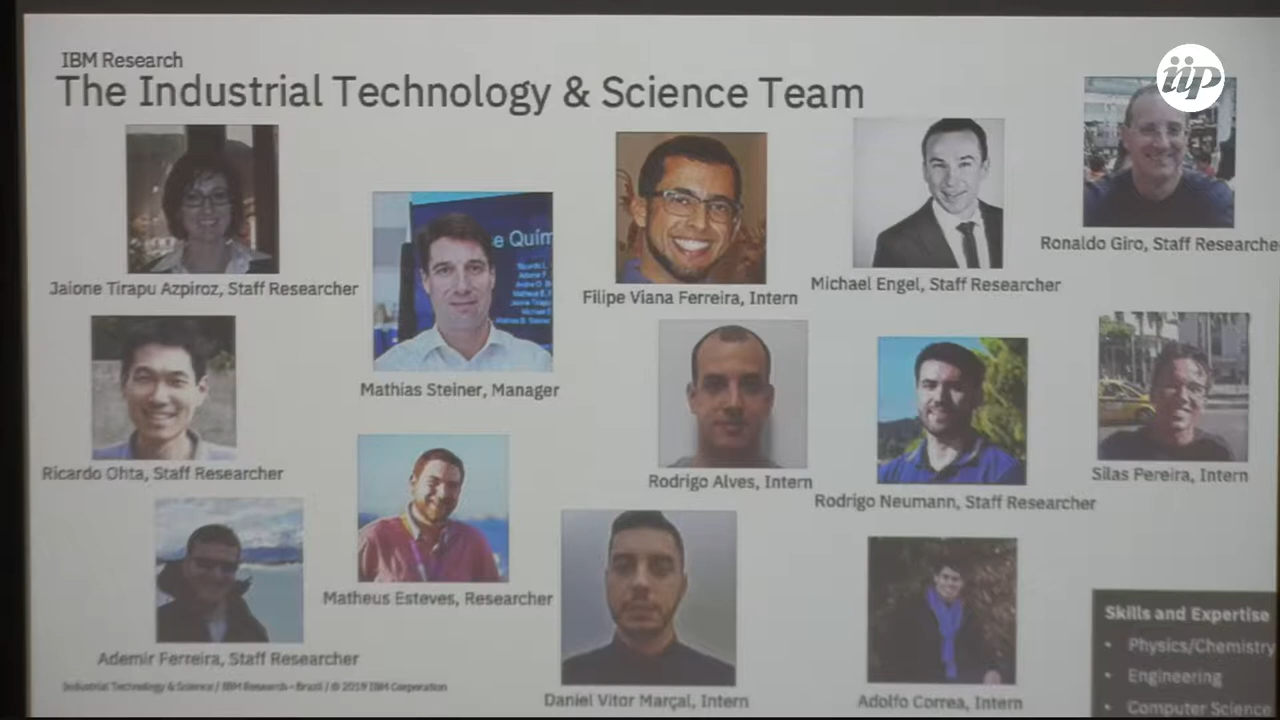 IBM Research
The Industrial Technology & Science Team
iip
Jaione Tirapu Azpiroz, Staff Researcher
e Quím
Mathias Steiner, Manager
Filipe Viana Ferreira, Intern
Michael Engel, Staff Researcher
Ronaldo Giro, Staff Researche
Ricardo Ohta, Staff Researcher
Rodrigo Alves, Intern
Rodrigo Neumann, Staff Researcher
Silas Pereira, Intern
Ademir Ferreira, Staff Researcher
Matheus Esteves, Researcher
Daniel Vitor Marçal, Intern
Adolfo Correa, Intern
Skills and Expertise
• Physics/Chemistry
• Engineering
• Computer Science
Industrial Technology & Science / IBM Research – Brazil / © 2019 IBM Corporation